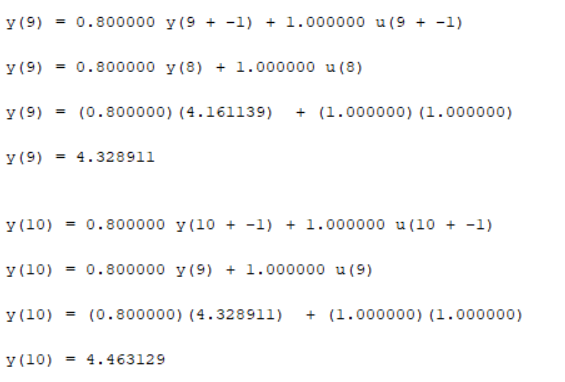 y(9) = 0.800000 y(9 + -1) + 1.000000 u(9 + -1)
y(9) = 0.800000 y(8) + 1.000000 u(8)
y(9) = (0.800000)(4.161139) + (1.000000)(1.000000)
y(9) = 4.328911
y(10) = 0.800000 y(10 + -1) + 1.000000 u(10 + -1)
y(10) = 0.800000 y(9) + 1.000000 u(9)
y(10) = (0.800000)(4.328911) + (1.000000)(1.000000)
y(10) = 4.463129